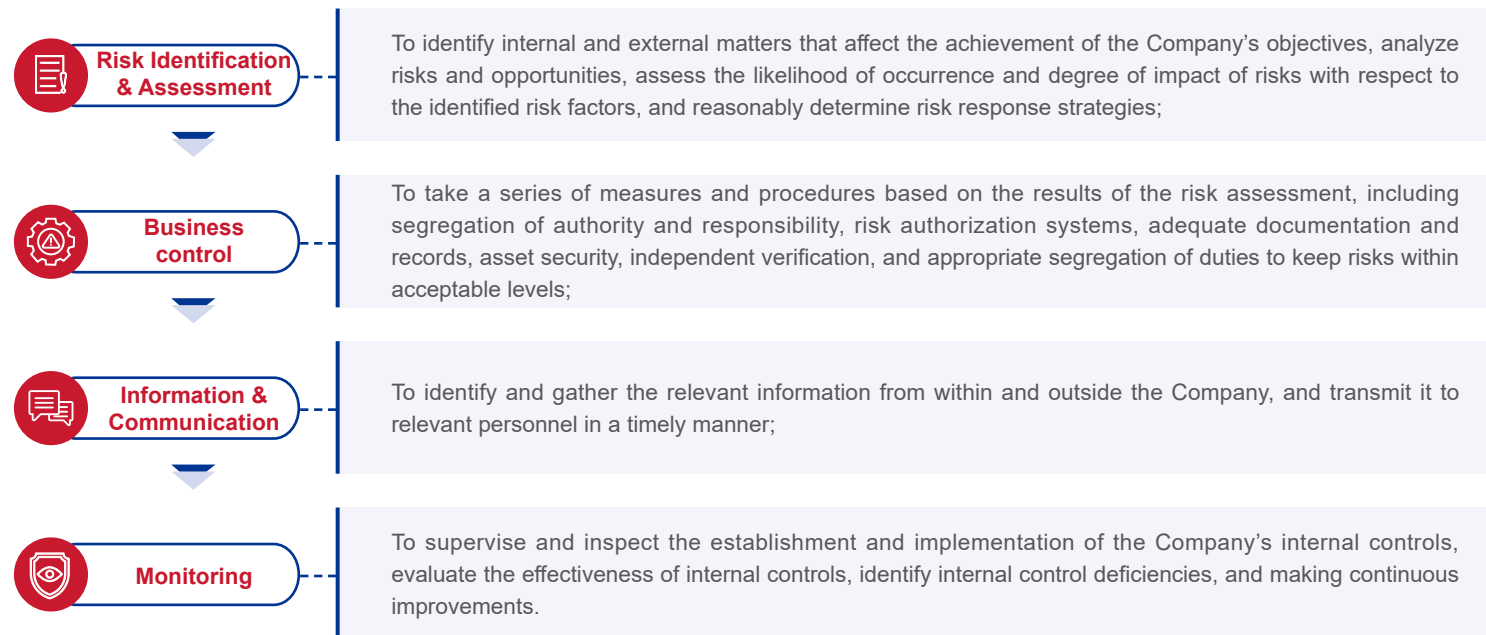 Risk Identification
& Assessment
To identify internal and external matters that affect the achievement of the Company’s objectives, analyze
risks and opportunities, assess the likelihood of occurrence and degree of impact of risks with respect to
the identified risk factors, and reasonably determine risk response strategies;
Business
control
To take a series of measures and procedures based on the results of the risk assessment, including
segregation of authority and responsibility, risk authorization systems, adequate documentation and
records, asset security, independent verification, and appropriate segregation of duties to keep risks within
acceptable levels;
Information &
Communication
To identify and gather the relevant information from within and outside the Company, and transmit it to
relevant personnel in a timely manner;
Monitoring
To supervise and inspect the establishment and implementation of the Company’s internal controls,
evaluate the effectiveness of internal controls, identify internal control deficiencies, and making continuous
improvements.